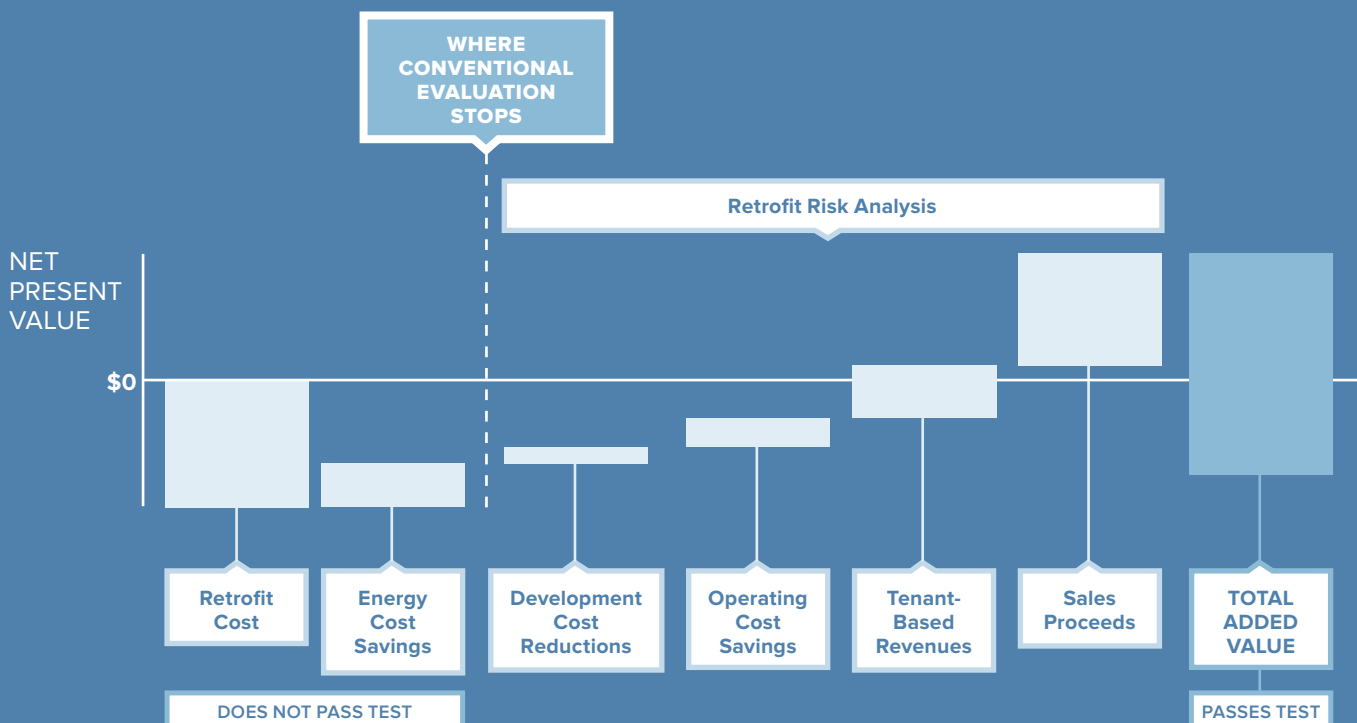 WHERE
CONVENTIONAL
EVALUATION
STOPS
Retrofit Risk Analysis
NET
PRESENT
VALUE
$0
Retrofit
Cost
Energy
Cost
Savings
Development
Cost
Reductions
Operating
Cost
Savings
Tenant-
Based
Revenues
Sales
Proceeds
TOTAL
ADDED
VALUE
DOES NOT PASS TEST
PASSES TEST